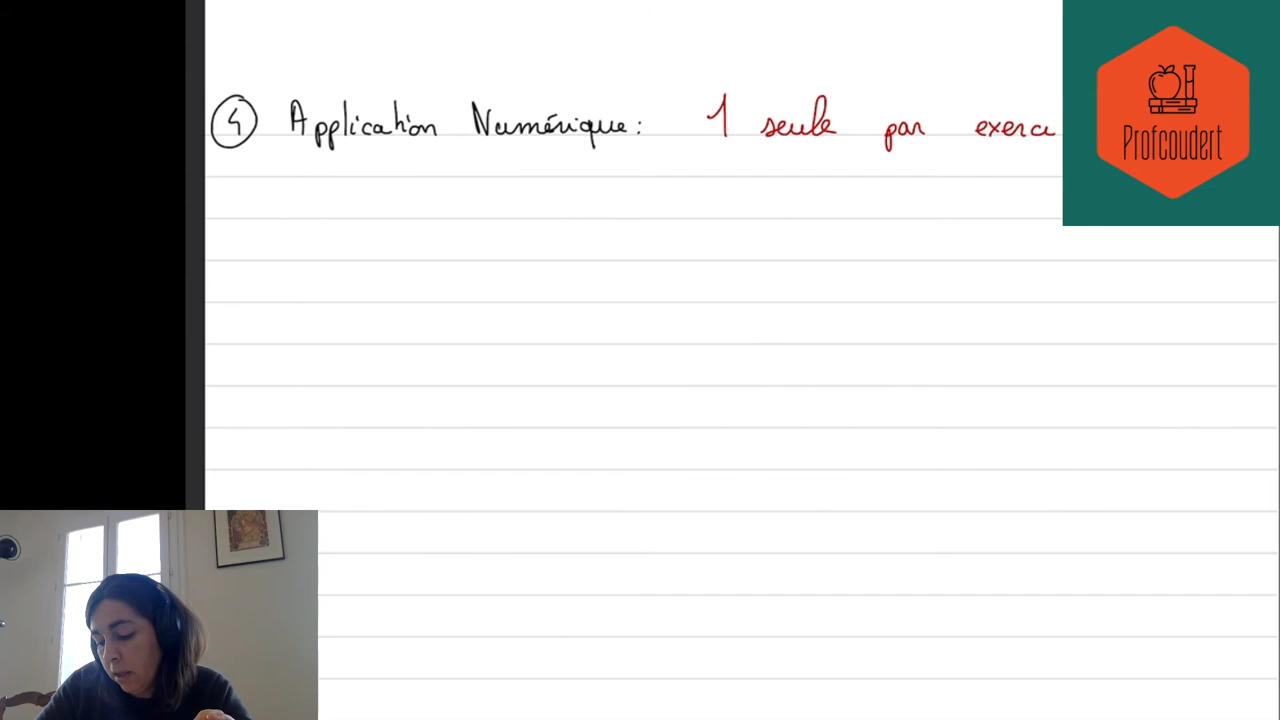 ④ Application Numérique : 1 seule par exerc
Profcoudert